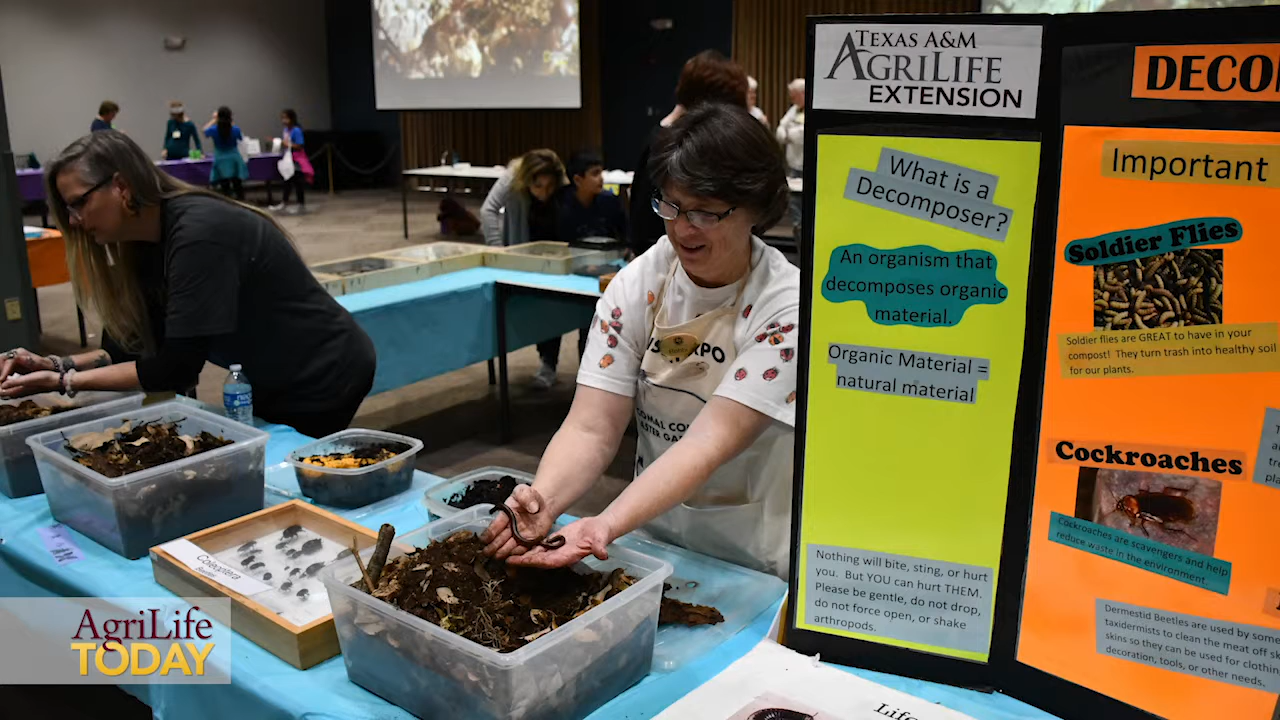 TEXAS A&M
AGRILIFE
EXTENSION
What is a
Decomposer?
An organism that
decomposes organic
material.
Organic Material =
natural material
Nothing will bite, sting, or hurt
you. But YOU can hurt THEM.
Please be gentle, do not drop,
do not force open, or shake
arthropods.
DECO
Important
Soldier Flies
Soldier flies are GREAT to have in your
compost! They turn trash into healthy soil
for our plants.
Cockroaches
Cockroaches are scavengers and help
reduce waste in the environment.
Dermestid Beetles are used by some
taxidermists to clean the meat off
skins so they can be used for clothing
decoration, tools, or other needs.
Coleoptera
Beetles
AgriLife
TODAY